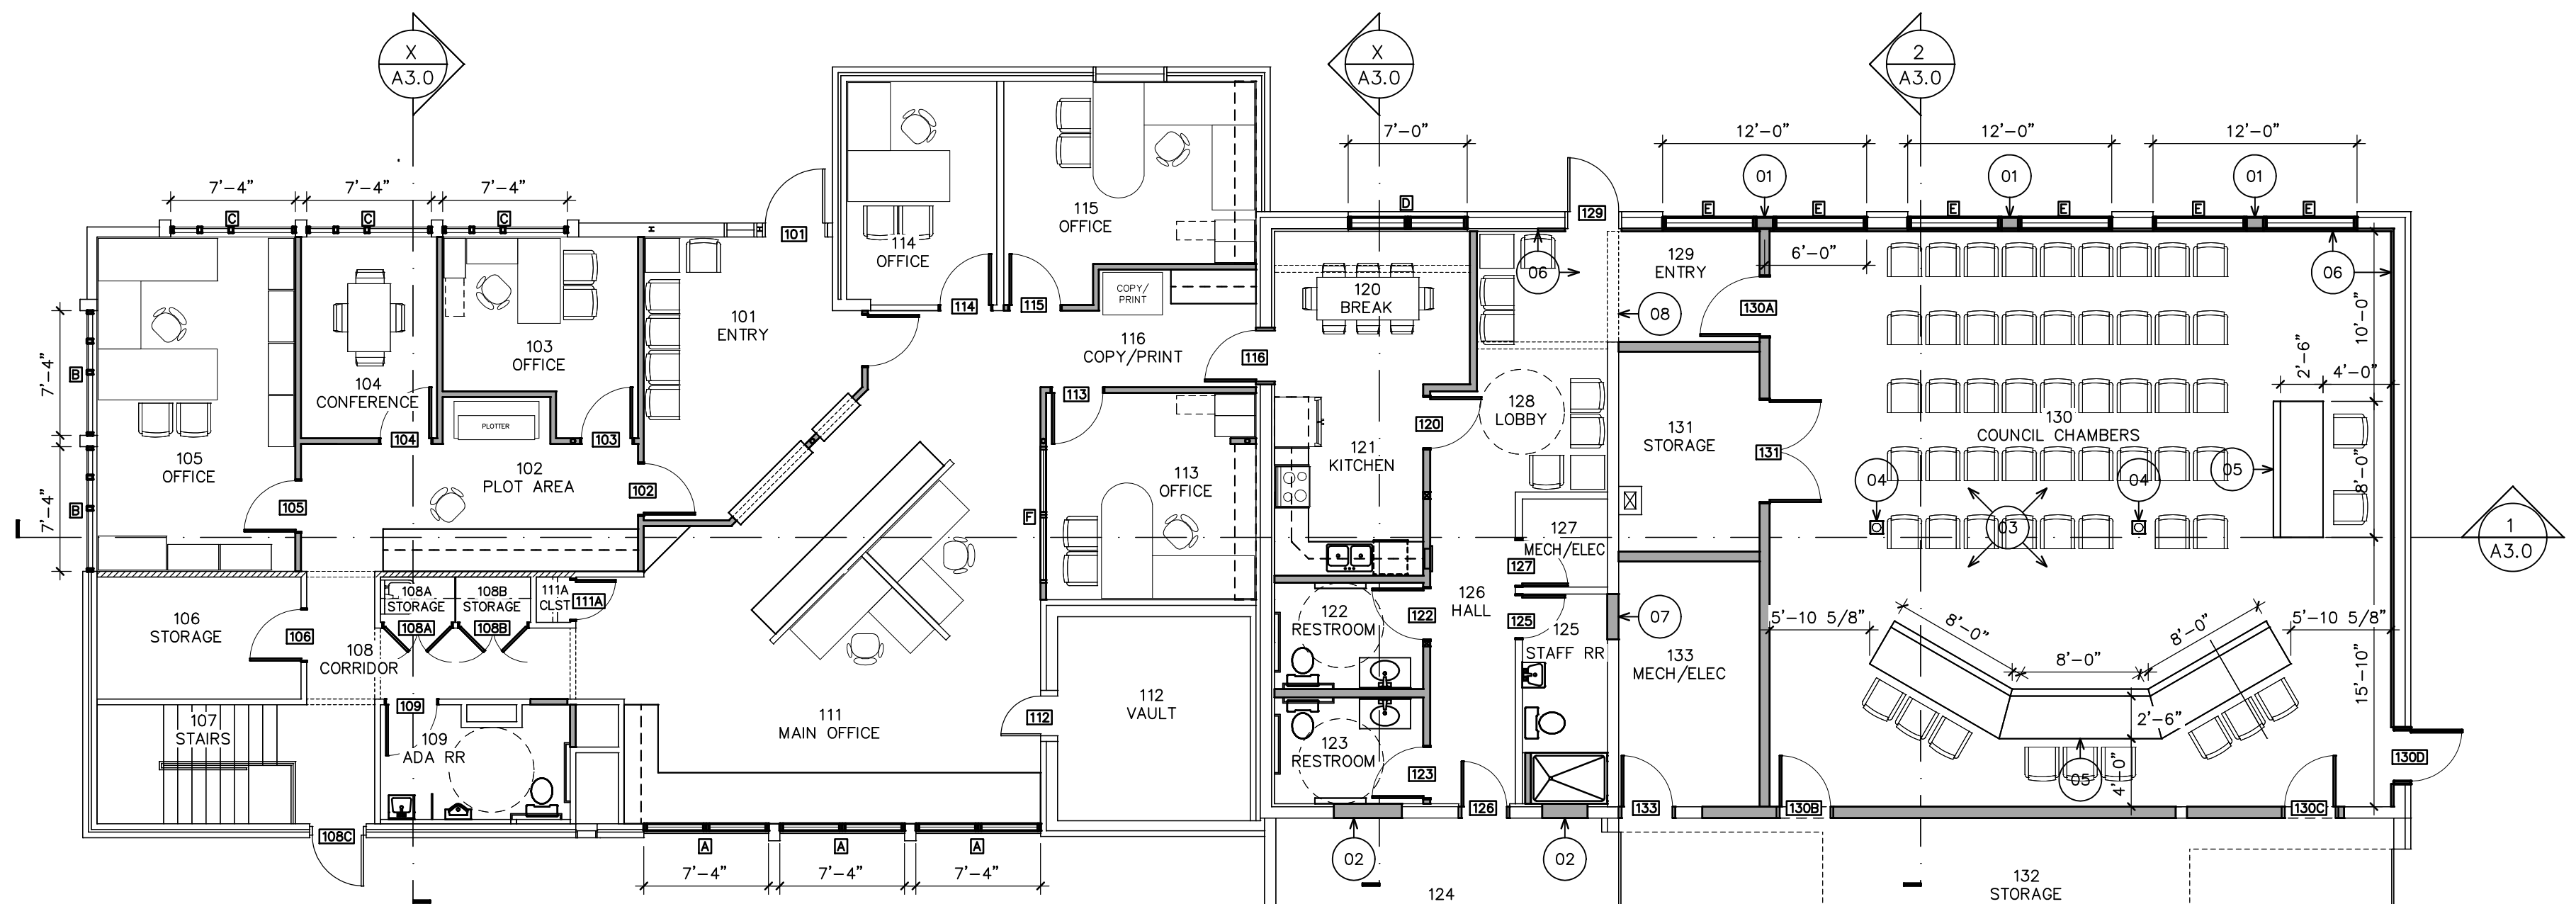 X
A3.0
X
A3.0
2
A3.0
7'-0"
12'-0"
12'-0"
12'-0"
01
01
01
7'-4"
7'-4"
7'-4"
C
C
C
D
E
E
E
E
E
E
101
129
114
OFFICE
115
OFFICE
06
129
ENTRY
6'-0"
06
120
BREAK
COPY/
PRINT
114
115
130A
08
10'-0"
101
ENTRY
103
OFFICE
116
COPY/PRINT
116
2'-6"
4'-0"
7'-4"
B
104
CONFERENCE
113
128
LOBBY
120
130
COUNCIL CHAMBERS
PLOTTER
104
103
131
STORAGE
131
121
KITCHEN
105
OFFICE
102
PLOT AREA
102
113
OFFICE
04
04
05
8'-0"
7'-4"
B
105
F
127
MECH/ELEC
127
03
1
A3.0
108A
STORAGE
108B
STORAGE
111A
CLST
111A
106
STORAGE
106
108A
108B
122
RESTROOM
122
126
HALL
125
125
STAFF RR
07
5'-10 5/8"
8'-0"
8'-0"
8'-0"
5'-10 5/8"
15'-10"
108
CORRIDOR
133
MECH/ELEC
109
112
VAULT
112
107
STAIRS
111
MAIN OFFICE
109
ADA RR
2'-6"
123
RESTROOM
123
05
4'-0"
130D
126
133
130B
130C
108C
A
A
A
02
02
7'-4"
7'-4"
7'-4"
124
132
STORAGE